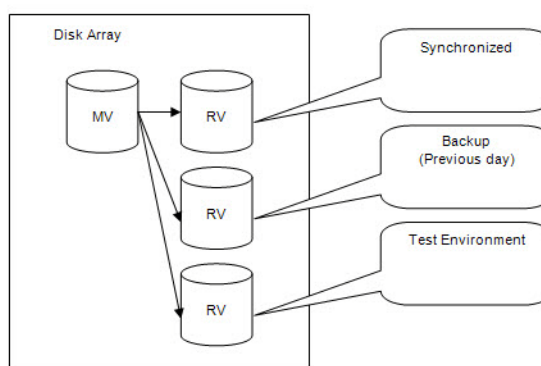 Disk Array
Synchronized
MV
RV
Backup
(Previous day)
RV
Test Environment
RV